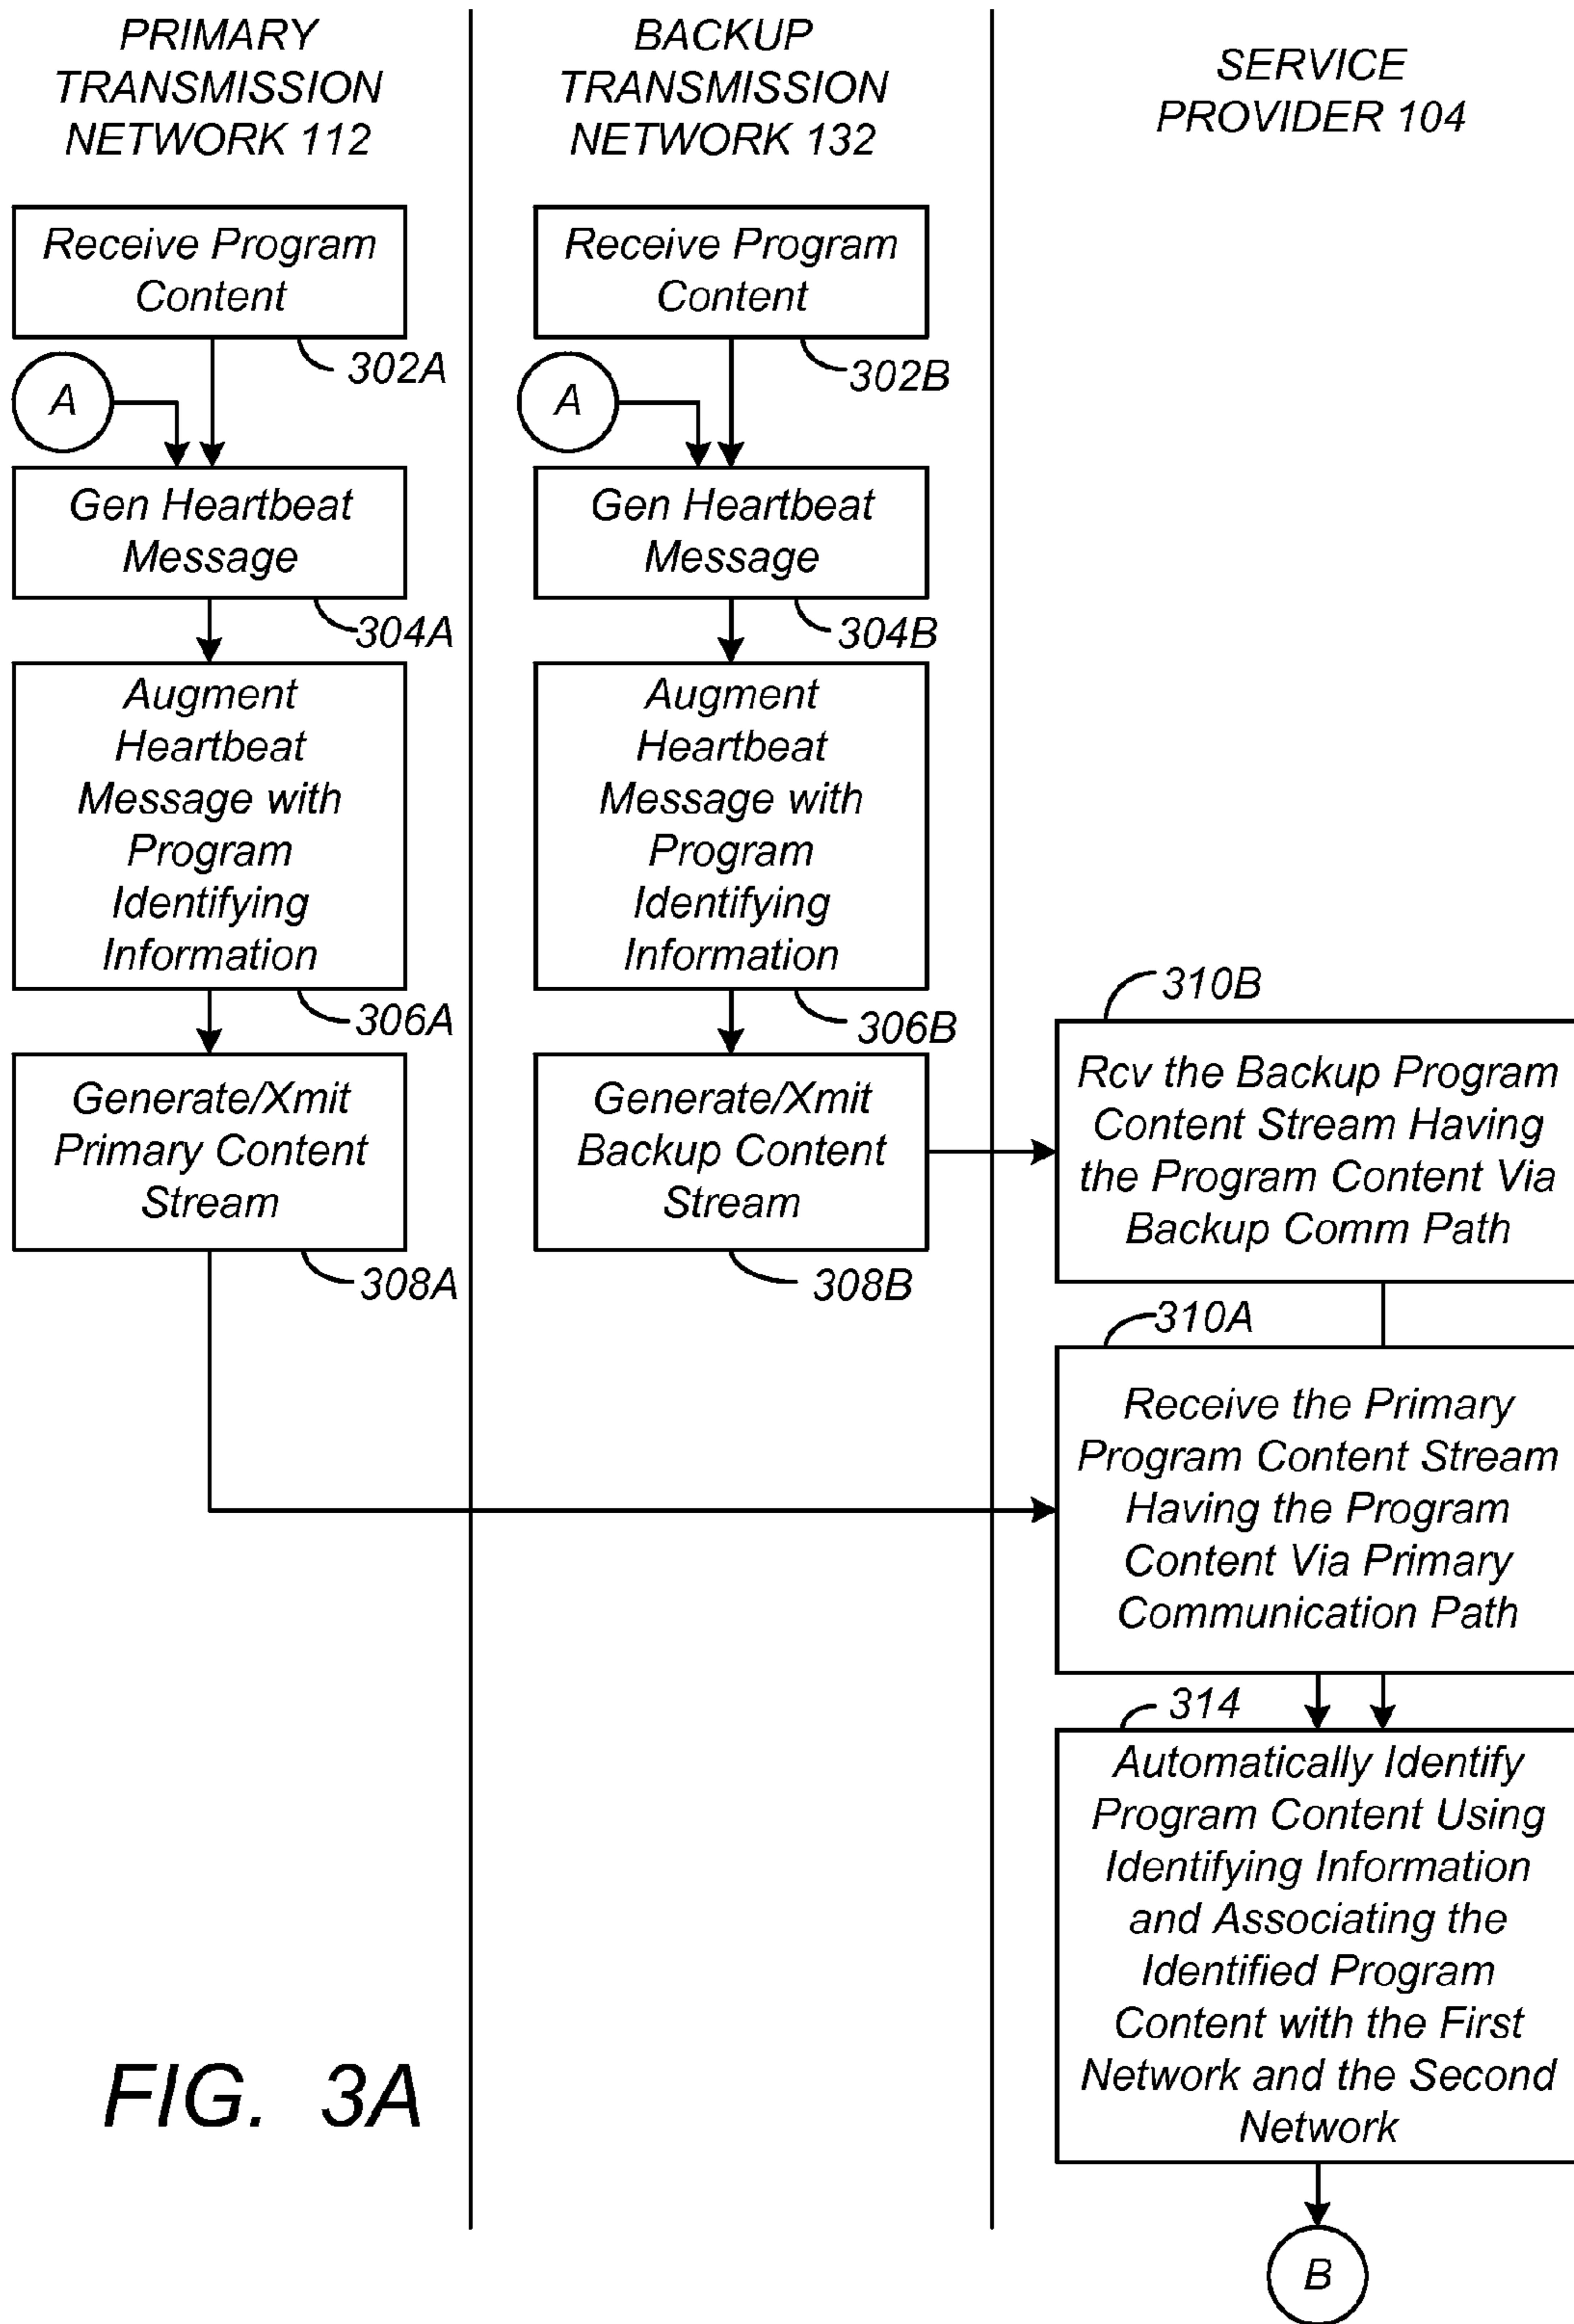 PRIMARY
TRANSMISSION
NETWORK 112
BACKUP
TRANSMISSION
NETWORK 132
SERVICE
PROVIDER 104
Receive Program
Content
302A
A
Gen Heartbeat
Message
304A
Augment
Heartbeat
Message with
Program
Identifying
Information
306A
Generate/Xmit
Primary Content
Stream
308A
Receive Program
Content
302B
A
Gen Heartbeat
Message
304B
Augment
Heartbeat
Message with
Program
Identifying
Information
306B
Generate/Xmit
Backup Content
Stream
308B
310B
Rcv the Backup Program
Content Stream Having
the Program Content Via
Backup Comm Path
310A
Receive the Primary
Program Content Stream
Having the Program
Content Via Primary
Communication Path
314
Automatically Identify
Program Content Using
Identifying Information
and Associating the
Identified Program
Content with the First
Network and the Second
Network
B
FIG. 3A